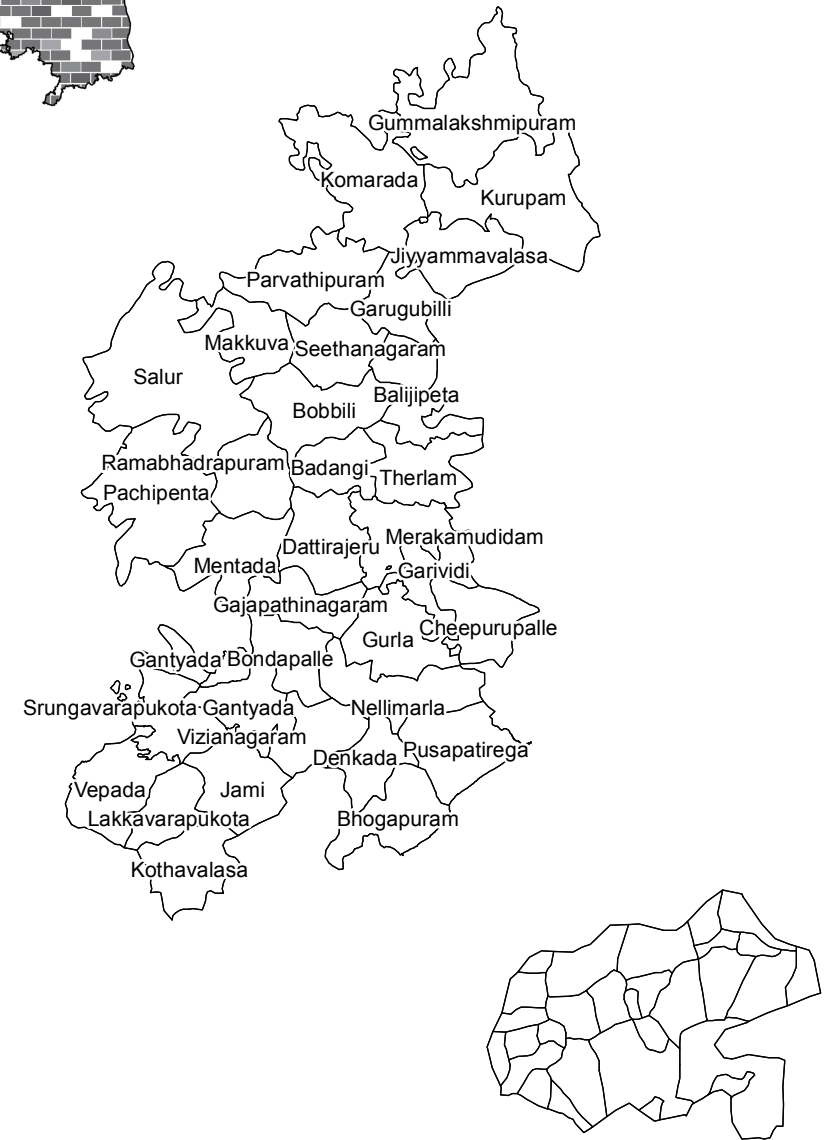 Gummalakshmipuram
Komarada
Kurupam
Jiyyammavalasa
Parvathipuram
Garugubilli
Makkuva
Seethanagaram
Salur
Balijipeta
Bobbili
Ramabhadrapuram
Badangi
Therlam
Pachipenta
Merakamudidam
Dattirajeru
Mentada
Garividi
Gajapathinagaram
Cheepurupalle
Gurla
Gantyada
Bondapalle
Srungavarapukota
Gantyada
Nellimarla
Vizianagaram
Denkada
Pusapatirega
Vepada
Jami
Lakkavarapukota
Bhogapuram
Kothavalasa